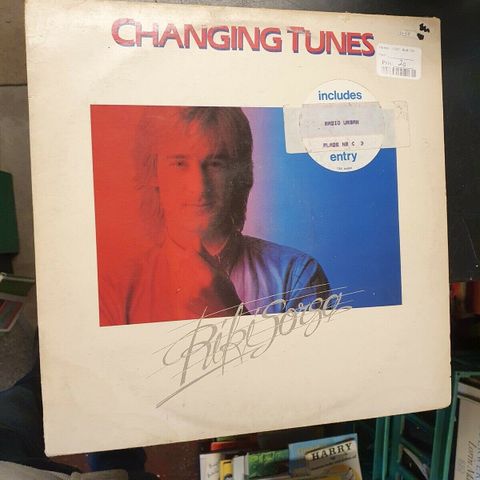 CHANGING TUNES
includes
RADIO URBAN
PLADE NR C 3
entry
Riki Sorsa
HARRY